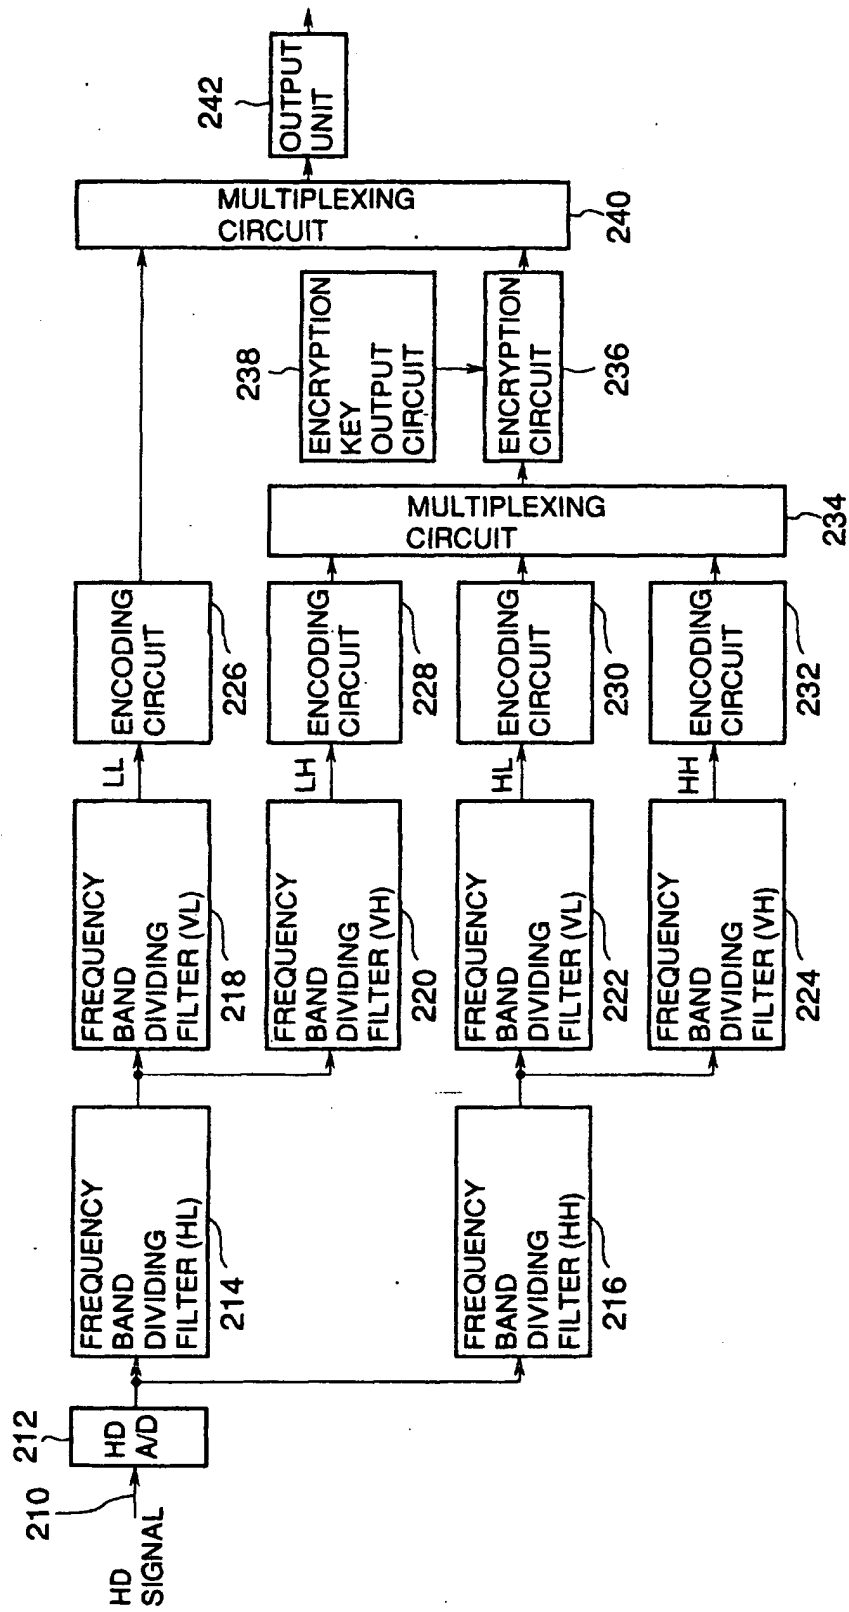 HD
SIGNAL
210
212
HD
A/D
FREQUENCY
BAND
DIVIDING
FILTER (HL)
214
FREQUENCY
BAND
DIVIDING
FILTER (HH)
216
FREQUENCY
BAND
DIVIDING
FILTER (VL)
218
FREQUENCY
BAND
DIVIDING
FILTER (VH)
220
FREQUENCY
BAND
DIVIDING
FILTER (VL)
222
FREQUENCY
BAND
DIVIDING
FILTER (VH)
224
LL
LH
HL
HH
ENCODING
CIRCUIT
226
ENCODING
CIRCUIT
228
ENCODING
CIRCUIT
230
ENCODING
CIRCUIT
232
MULTIPLEXING
CIRCUIT
234
238
ENCRYPTION
KEY
OUTPUT
CIRCUIT
ENCRYPTION
CIRCUIT
236
MULTIPLEXING
CIRCUIT
240
242
OUTPUT
UNIT